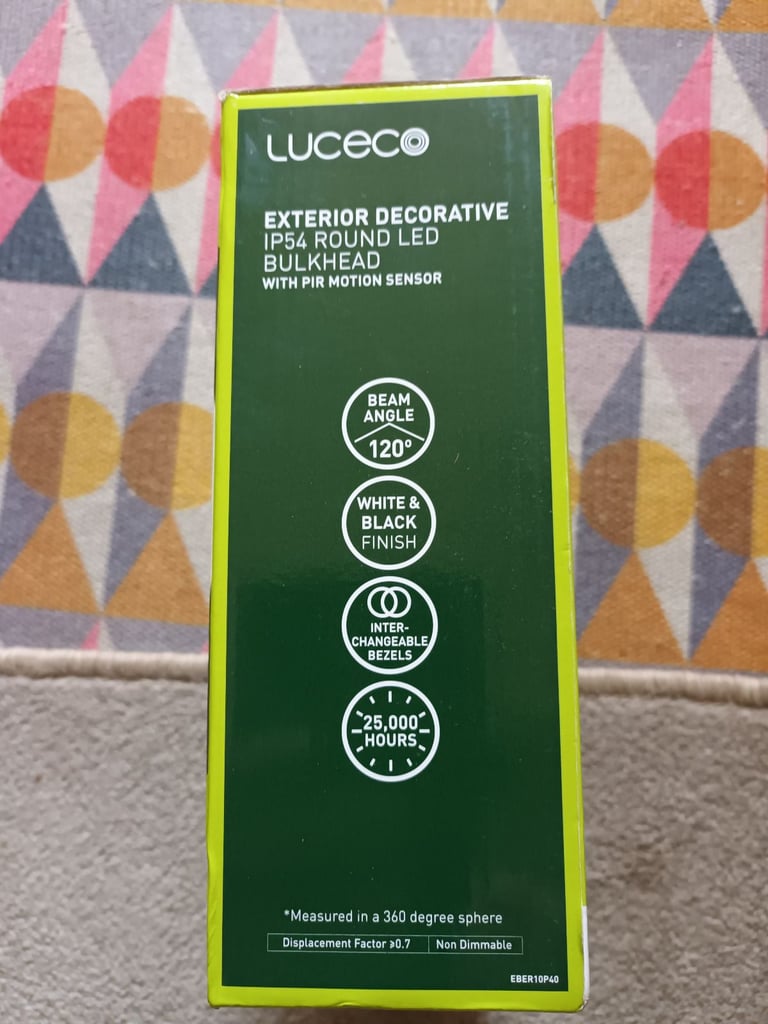 LUCECO
EXTERIOR DECORATIVE
IP54 ROUND LED
BULKHEAD
WITH PIR MOTION SENSOR
BEAM
ANGLE
120°
WHITE &
BLACK
FINISH
INTER-
CHANGEABLE
BEZELS
25,000
HOURS
*Measured in a 360 degree sphere
Displacement Factor ≥0.7 Non Dimmable
EBER10P40